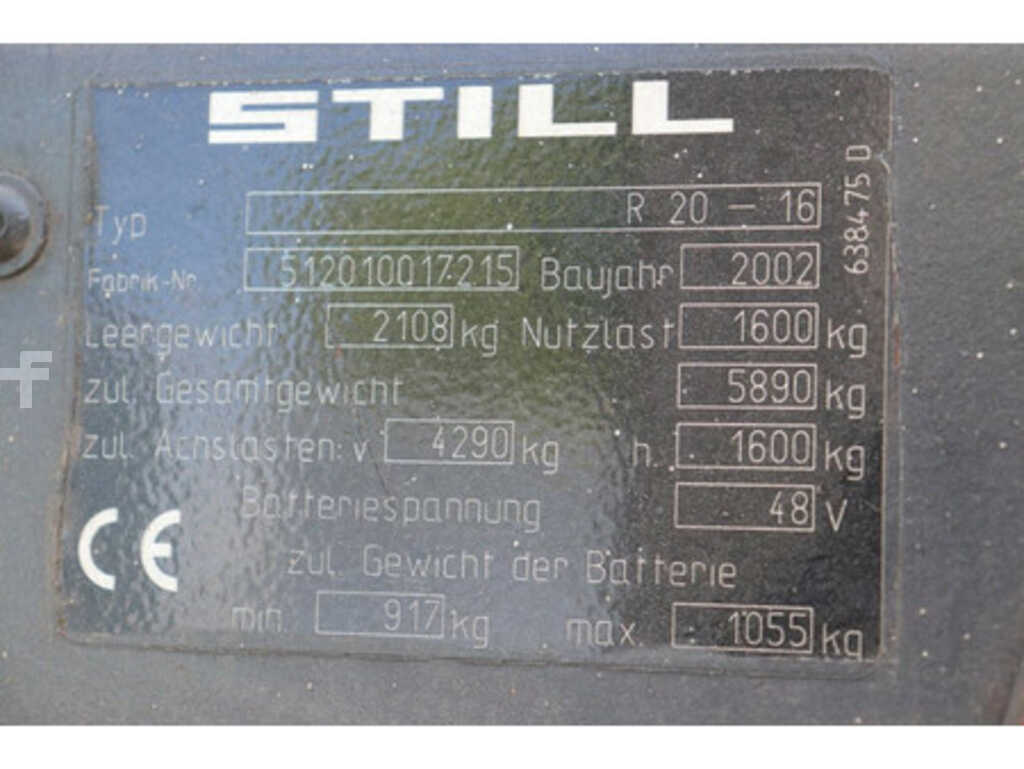 STILL
Typ R 20 — 16
Fabrik-Nr. 512010017215 Baujahr 2002
Leergewicht 2108 kg Nutzlast 1600 kg
zul. Gesamtgewicht 5890 kg
zul. Achslasten: v 4290 kg h. 1600 kg
Batteriespannung 48 V
CE
zul. Gewicht der Batterie
min. 917 kg max. 1055 kg
638475 D
f